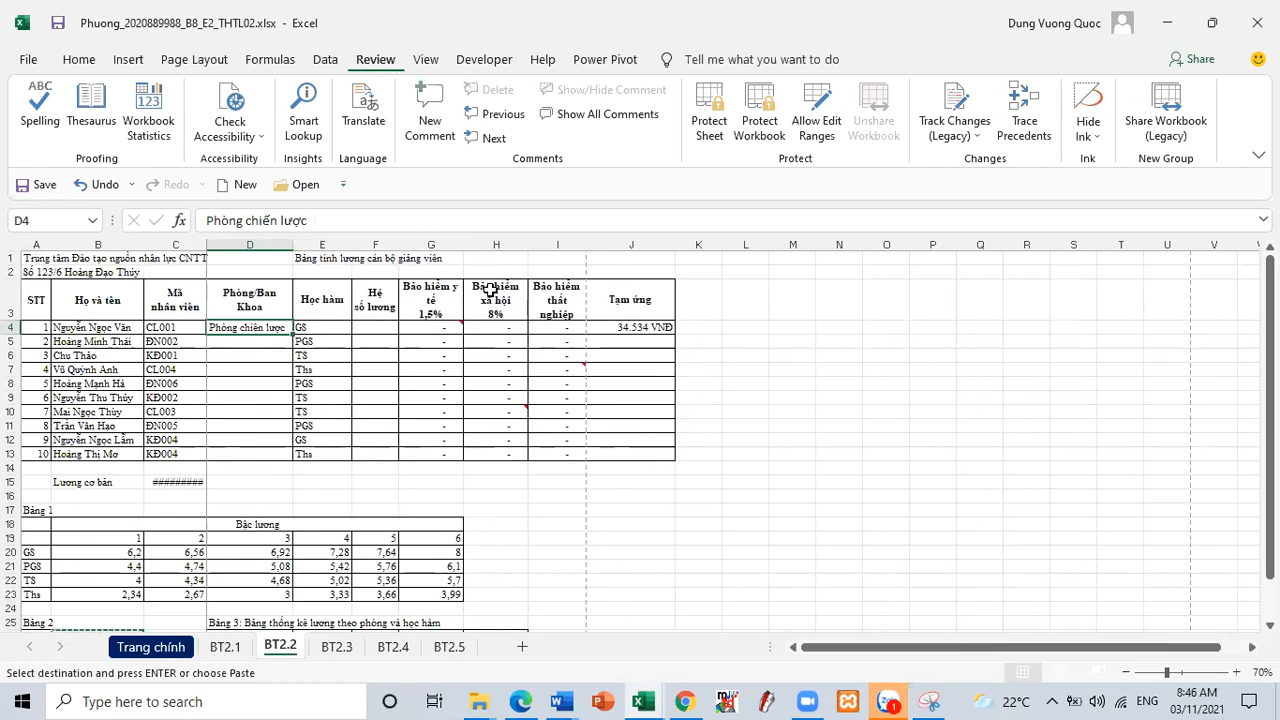 Phuong_2020889988_B8_E2_THTL02.xlsx - Excel
Dung Vuong Quoc
File Home Insert Page Layout Formulas Data Review View Developer Help Power Pivot Tell me what you want to do Share
ABC Spelling
Thesaurus
123 Workbook Statistics
Proofing
Check Accessibility
Accessibility
Smart Lookup
Insights
Translate
Language
New Comment
Delete
Previous
Next
Show/Hide Comment
Show All Comments
Comments
Protect Sheet
Protect Workbook
Allow Edit Ranges
Unshare Workbook
Protect
Track Changes (Legacy)
Trace Precedents
Changes
Hide Ink
Ink
Share Workbook (Legacy)
New Group
Save Undo Redo New Open
D4 fx Phòng chiến lược
A B C D E F G H I J K L M N O P Q R S T U V
1 Trung tâm Đào tạo nguồn nhân lực CNTT Bảng tính lương cán bộ giảng viên
2 Số 123/6 Hoàng Đạo Thúy
3 STT Họ và tên Mã nhân viên Phòng/Ban Khoa Học hàm Hệ số lương Bảo hiểm y tế 1,5% Bảo hiểm xã hội 8% Bảo hiểm thất nghiệp Tạm ứng
4 1 Nguyễn Ngọc Văn CL001 Phòng chiến lược GS - - - 34.534 VNĐ
5 2 Hoàng Minh Thái ĐN002 PGS - - -
6 3 Chu Thảo KĐ001 TS - - -
7 4 Vũ Quỳnh Anh CL004 Ths - - -
8 5 Hoàng Mạnh Hà ĐN006 PGS - - -
9 6 Nguyễn Thu Thủy KĐ002 TS - - -
10 7 Mai Ngọc Thùy CL003 TS - - -
11 8 Trần Văn Hạo ĐN005 PGS - - -
12 9 Nguyễn Ngọc Lẫm KĐ004 GS - - -
13 10 Hoàng Thị Mơ KĐ004 Ths - - -
14
15 Lương cơ bản #########
16
17 Bảng 1
18 Bậc lương
19 1 2 3 4 5 6
20 GS 6,2 6,56 6,92 7,28 7,64 8
21 PGS 4,4 4,74 5,08 5,42 5,76 6,1
22 TS 4 4,34 4,68 5,02 5,36 5,7
23 Ths 2,34 2,67 3 3,33 3,66 3,99
24
25 Bảng 2 Bảng 3: Bảng thống kê lương theo phòng và học hàm
Trang chính BT2.1 BT2.2 BT2.3 BT2.4 BT2.5
Select destination and press ENTER or choose Paste 70%
Type here to search 1 22°C ENG 8:46 AM
03/11/2021